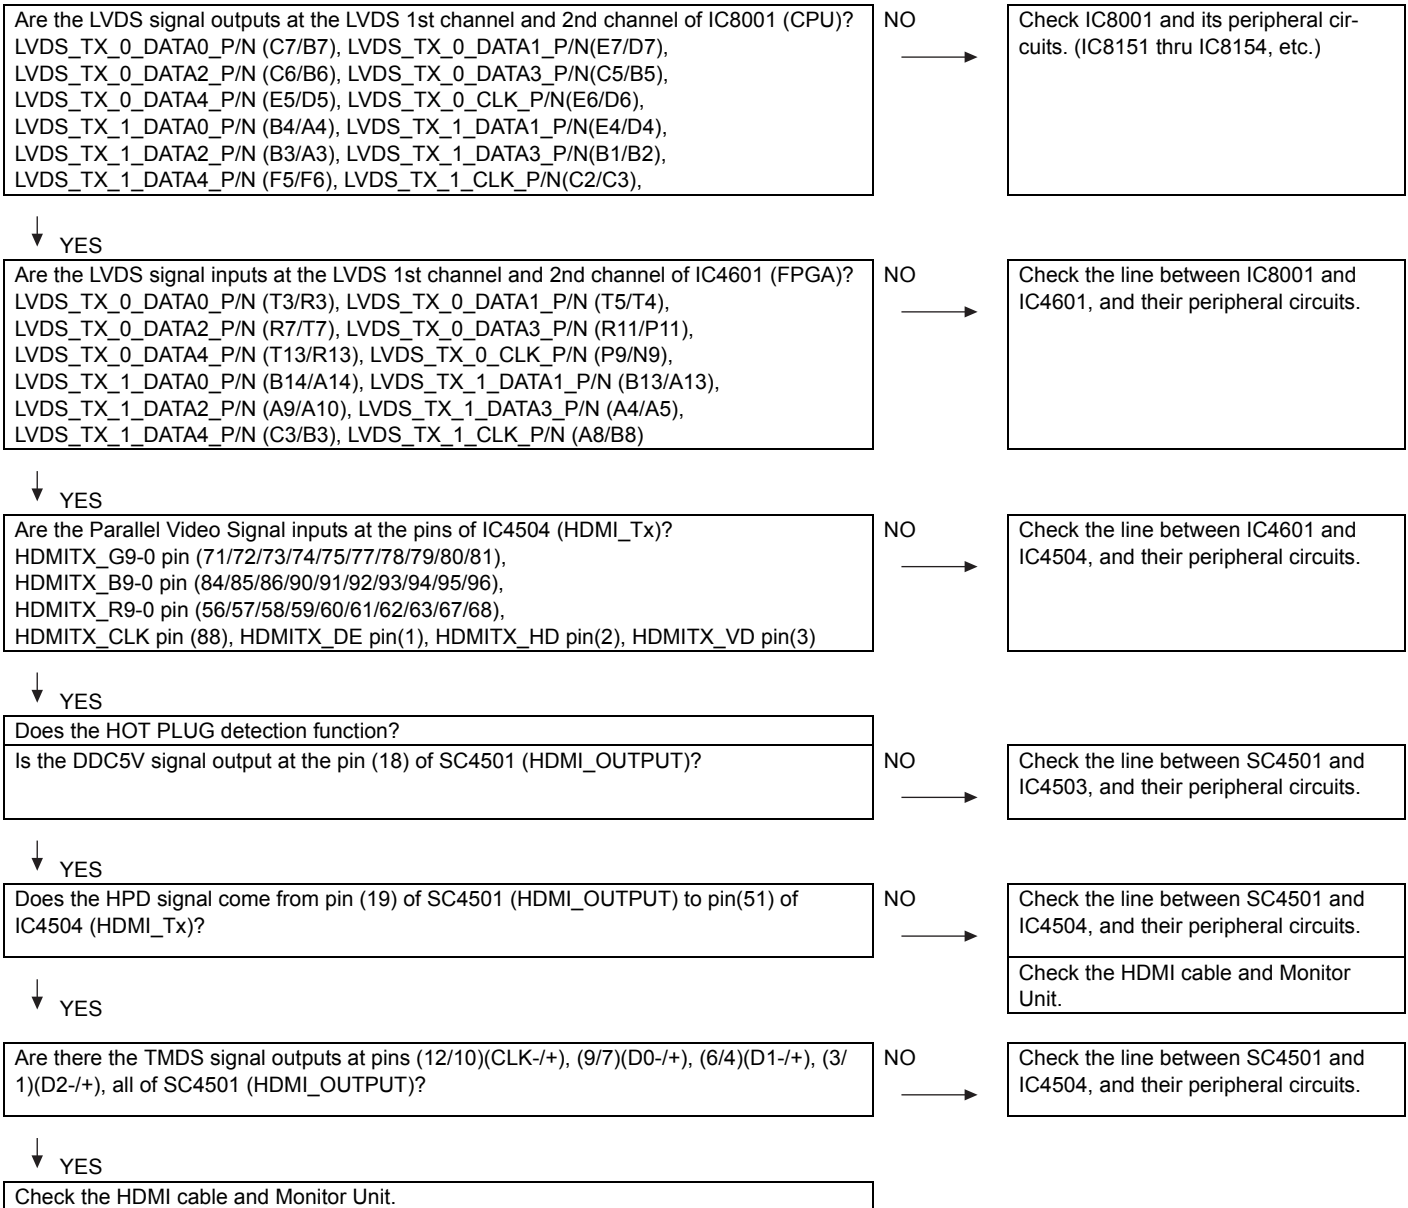 Are the LVDS signal outputs at the LVDS 1st channel and 2nd channel of IC8001 (CPU)?
LVDS_TX_0_DATA0_P/N (C7/B7), LVDS_TX_0_DATA1_P/N(E7/D7),
LVDS_TX_0_DATA2_P/N (C6/B6), LVDS_TX_0_DATA3_P/N(C5/B5),
LVDS_TX_0_DATA4_P/N (E5/D5), LVDS_TX_0_CLK_P/N(E6/D6),
LVDS_TX_1_DATA0_P/N (B4/A4), LVDS_TX_1_DATA1_P/N(E4/D4),
LVDS_TX_1_DATA2_P/N (B3/A3), LVDS_TX_1_DATA3_P/N(B1/B2),
LVDS_TX_1_DATA4_P/N (F5/F6), LVDS_TX_1_CLK_P/N(C2/C3),
NO
Check IC8001 and its peripheral cir-
cuits. (IC8151 thru IC8154, etc.)
YES
Are the LVDS signal inputs at the LVDS 1st channel and 2nd channel of IC4601 (FPGA)?
LVDS_TX_0_DATA0_P/N (T3/R3), LVDS_TX_0_DATA1_P/N (T5/T4),
LVDS_TX_0_DATA2_P/N (R7/T7), LVDS_TX_0_DATA3_P/N (R11/P11),
LVDS_TX_0_DATA4_P/N (T13/R13), LVDS_TX_0_CLK_P/N (P9/N9),
LVDS_TX_1_DATA0_P/N (B14/A14), LVDS_TX_1_DATA1_P/N (B13/A13),
LVDS_TX_1_DATA2_P/N (A9/A10), LVDS_TX_1_DATA3_P/N (A4/A5),
LVDS_TX_1_DATA4_P/N (C3/B3), LVDS_TX_1_CLK_P/N (A8/B8)
NO
Check the line between IC8001 and
IC4601, and their peripheral circuits.
YES
Are the Parallel Video Signal inputs at the pins of IC4504 (HDMI_Tx)?
HDMITX_G9-0 pin (71/72/73/74/75/77/78/79/80/81),
HDMITX_B9-0 pin (84/85/86/90/91/92/93/94/95/96),
HDMITX_R9-0 pin (56/57/58/59/60/61/62/63/67/68),
HDMITX_CLK pin (88), HDMITX_DE pin(1), HDMITX_HD pin(2), HDMITX_VD pin(3)
NO
Check the line between IC4601 and
IC4504, and their peripheral circuits.
YES
Does the HOT PLUG detection function?
Is the DDC5V signal output at the pin (18) of SC4501 (HDMI_OUTPUT)?
NO
Check the line between SC4501 and
IC4503, and their peripheral circuits.
YES
Does the HPD signal come from pin (19) of SC4501 (HDMI_OUTPUT) to pin(51) of
IC4504 (HDMI_Tx)?
NO
Check the line between SC4501 and
IC4504, and their peripheral circuits.
Check the HDMI cable and Monitor
Unit.
YES
Are there the TMDS signal outputs at pins (12/10)(CLK-/+), (9/7)(D0-/+), (6/4)(D1-/+), (3/
1)(D2-/+), all of SC4501 (HDMI_OUTPUT)?
NO
Check the line between SC4501 and
IC4504, and their peripheral circuits.
YES
Check the HDMI cable and Monitor Unit.